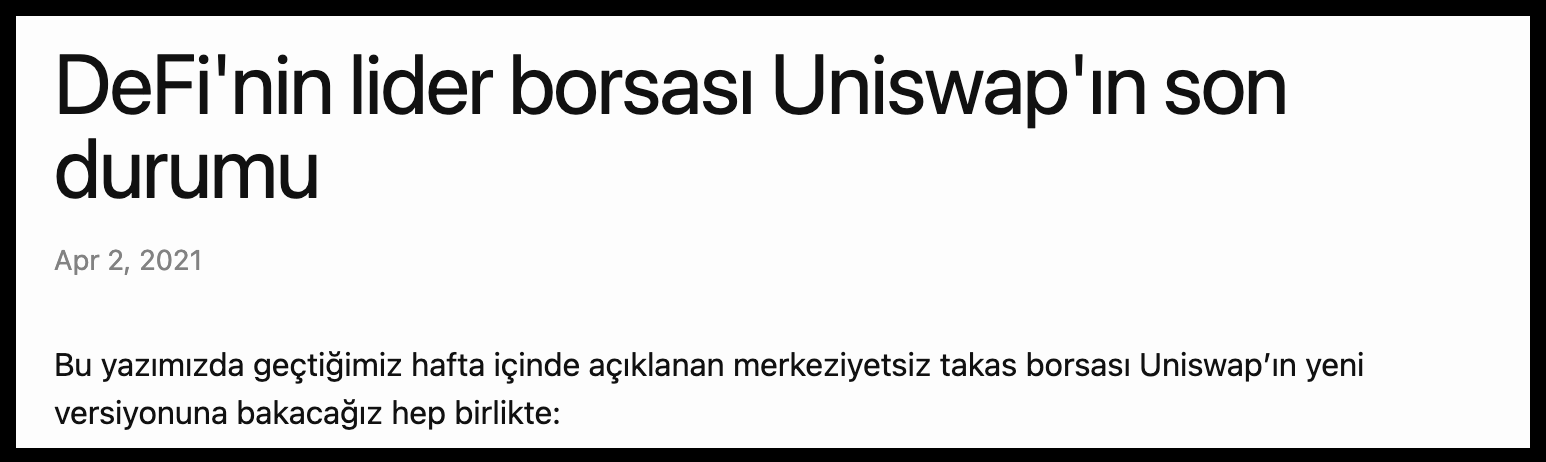 DeFi'nin lider borsası Uniswap'ın son
durumu
Apr 2, 2021
Bu yazımızda geçtiğimiz hafta içinde açıklanan merkeziyetsiz takas borsası Uniswap’ın yeni
versiyonuna bakacağız hep birlikte: